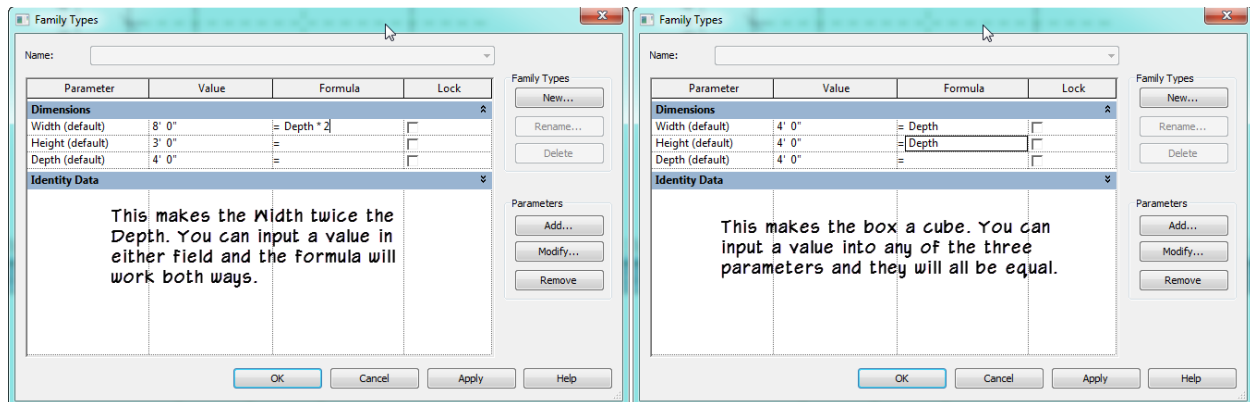 Family Types
Name:
Parameter Value Formula Lock
Dimensions
Width (default) 8' 0" = Depth * 2
Height (default) 3' 0" =
Depth (default) 4' 0" =
Identity Data
This makes the Width twice the
Depth. You can input a value in
either field and the formula will
work both ways.
Family Types
New...
Rename...
Delete
Parameters
Add...
Modify...
Remove
OK Cancel Apply Help
Family Types
Name:
Parameter Value Formula Lock
Dimensions
Width (default) 4' 0" = Depth
Height (default) 4' 0" = Depth
Depth (default) 4' 0" =
Identity Data
This makes the box a cube. You can
input a value into any of the three
parameters and they will all be equal.
Family Types
New...
Rename...
Delete
Parameters
Add...
Modify...
Remove
OK Cancel Apply Help